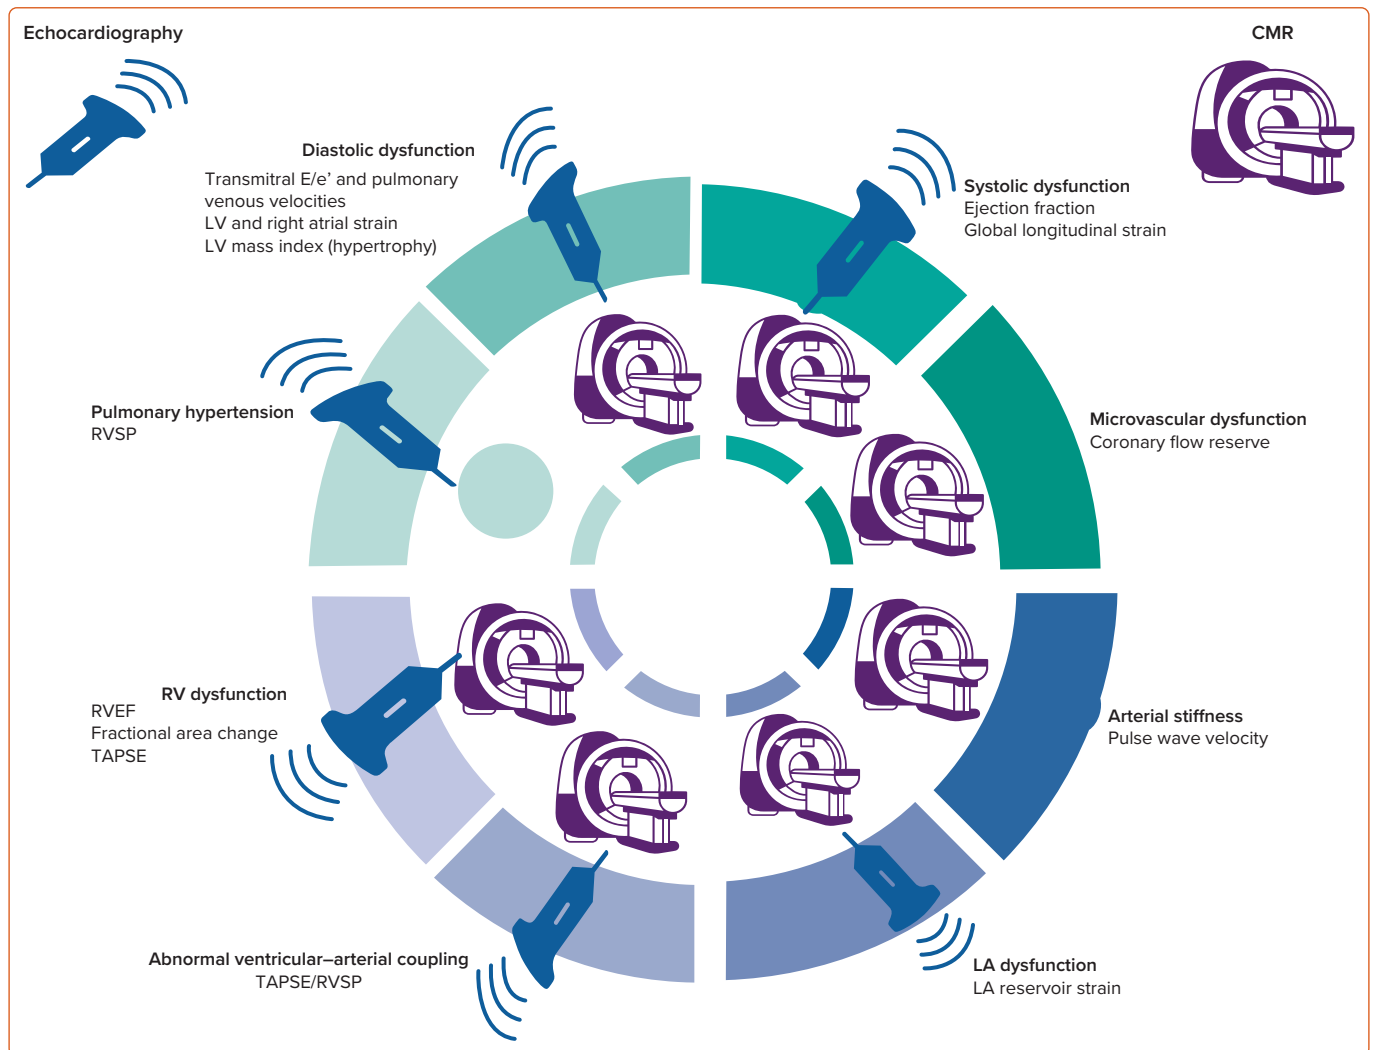 Echocardiography
CMR
Diastolic dysfunction
Transmitral E/e’ and pulmonary
venous velocities
LV and right atrial strain
LV mass index (hypertrophy)
Systolic dysfunction
Ejection fraction
Global longitudinal strain
Pulmonary hypertension
RVSP
Microvascular dysfunction
Coronary flow reserve
RV dysfunction
RVEF
Fractional area change
TAPSE
Arterial stiffness
Pulse wave velocity
Abnormal ventricular–arterial coupling
TAPSE/RVSP
LA dysfunction
LA reservoir strain